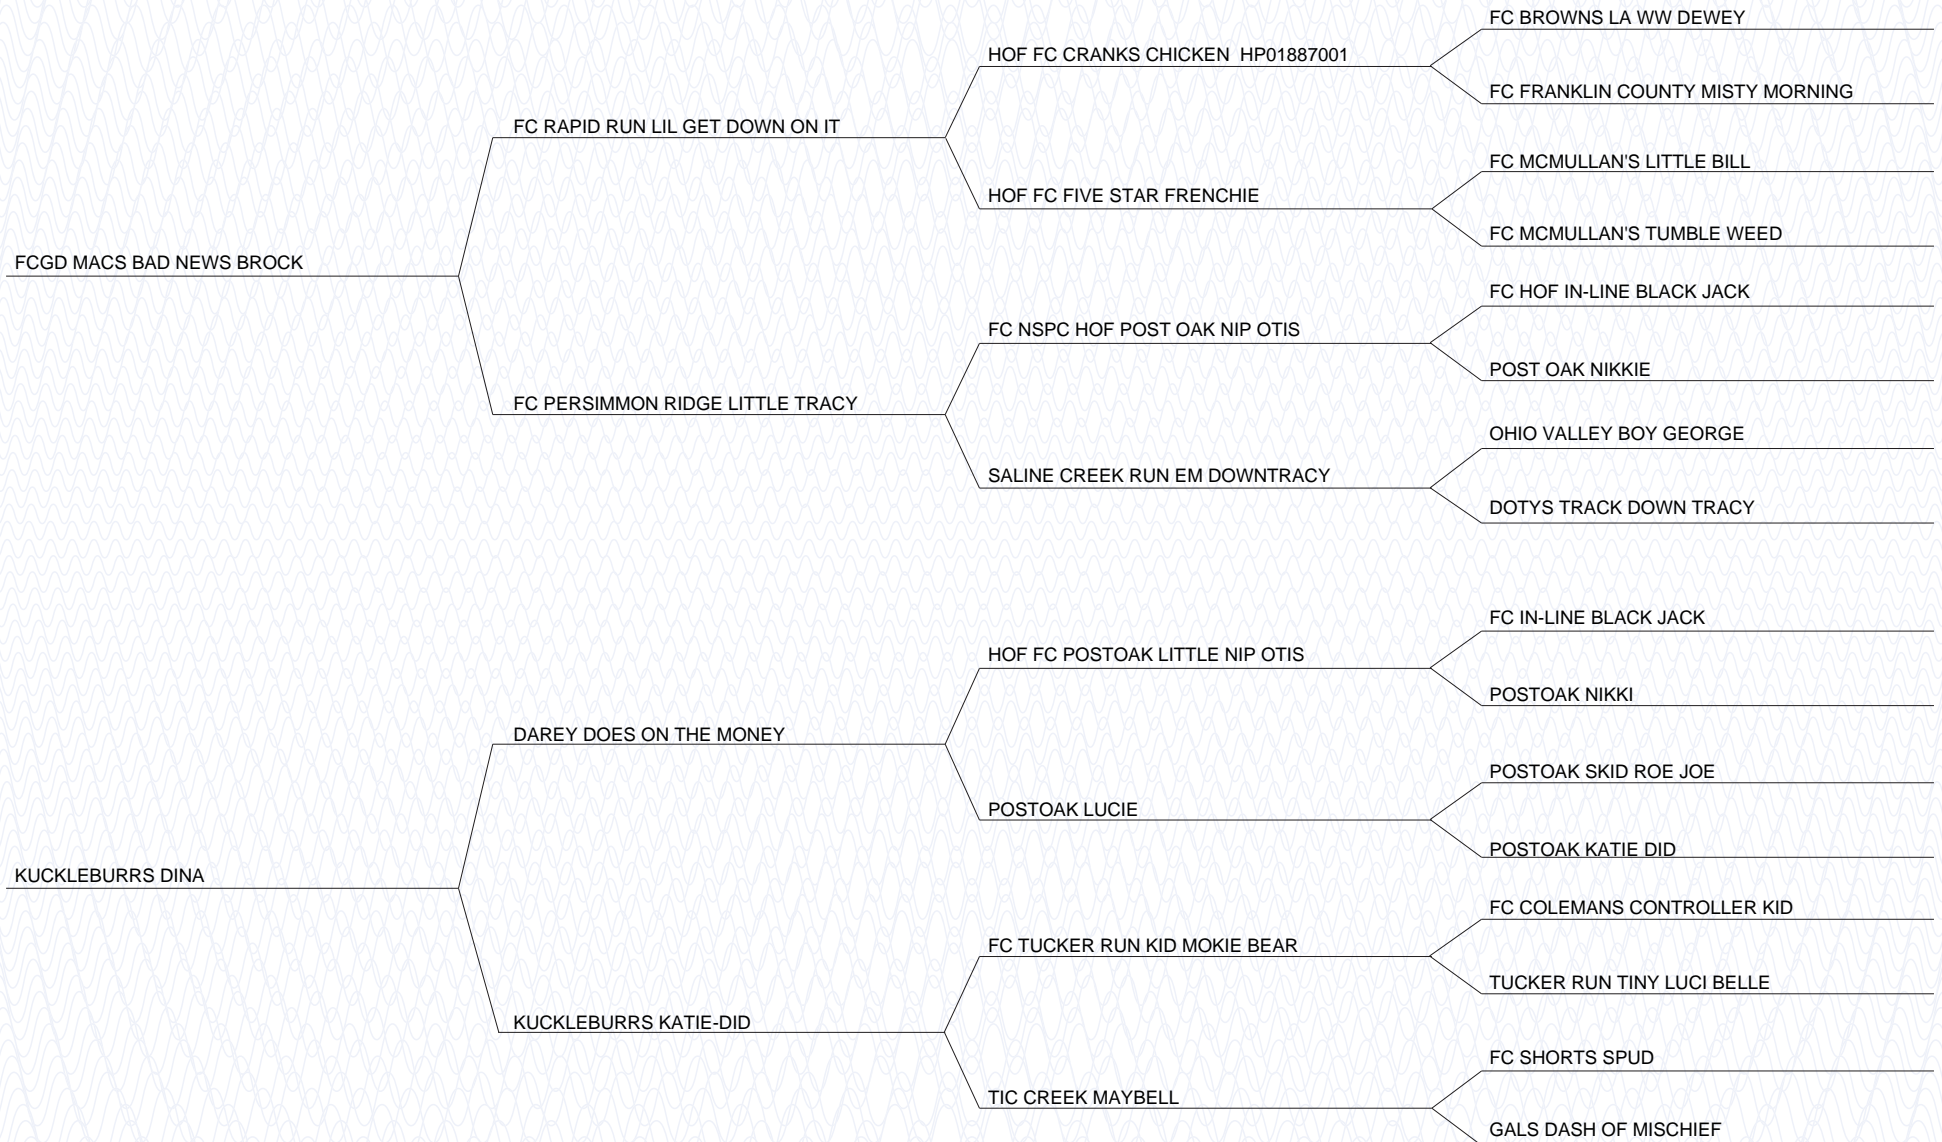 FC BROWNS LA WW DEWEY
HOF FC CRANKS CHICKEN HP01887001
FC FRANKLIN COUNTY MISTY MORNING
FC RAPID RUN LIL GET DOWN ON IT
FC MCMULLAN'S LITTLE BILL
HOF FC FIVE STAR FRENCHIE
FC MCMULLAN'S TUMBLE WEED
FCGD MACS BAD NEWS BROCK
FC HOF IN-LINE BLACK JACK
FC NSPC HOF POST OAK NIP OTIS
POST OAK NIKKIE
FC PERSIMMON RIDGE LITTLE TRACY
OHIO VALLEY BOY GEORGE
SALINE CREEK RUN EM DOWNTRACY
DOTYS TRACK DOWN TRACY
FC IN-LINE BLACK JACK
HOF FC POSTOAK LITTLE NIP OTIS
POSTOAK NIKKI
DAREY DOES ON THE MONEY
POSTOAK SKID ROE JOE
POSTOAK LUCIE
POSTOAK KATIE DID
KUCKLEBURRS DINA
FC COLEMANS CONTROLLER KID
FC TUCKER RUN KID MOKIE BEAR
TUCKER RUN TINY LUCI BELLE
KUCKLEBURRS KATIE-DID
FC SHORTS SPUD
TIC CREEK MAYBELL
GALS DASH OF MISCHIEF